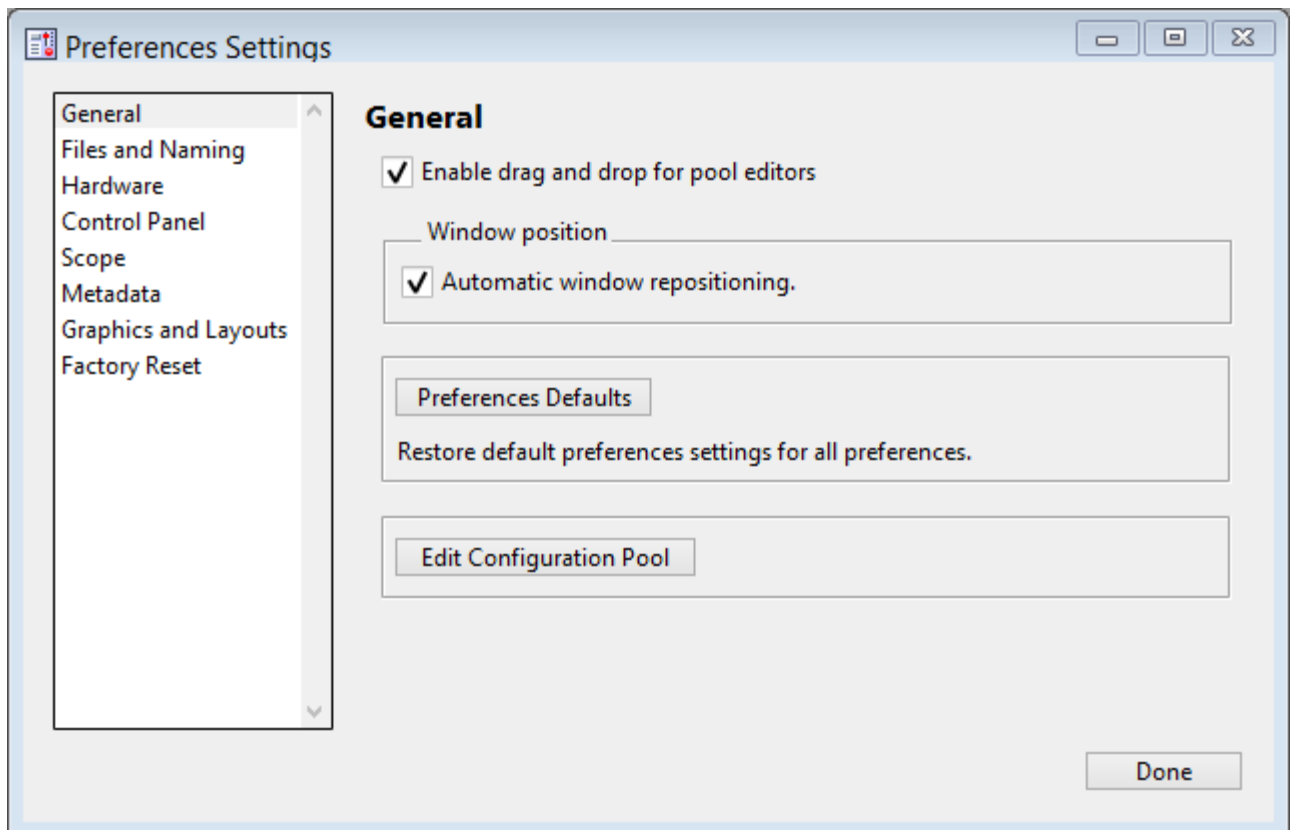 Preferences Settings
General
Files and Naming
Hardware
Control Panel
Scope
Metadata
Graphics and Layouts
Factory Reset
General
Enable drag and drop for pool editors
Window position
Automatic window repositioning.
Preferences Defaults
Restore default preferences settings for all preferences.
Edit Configuration Pool
Done